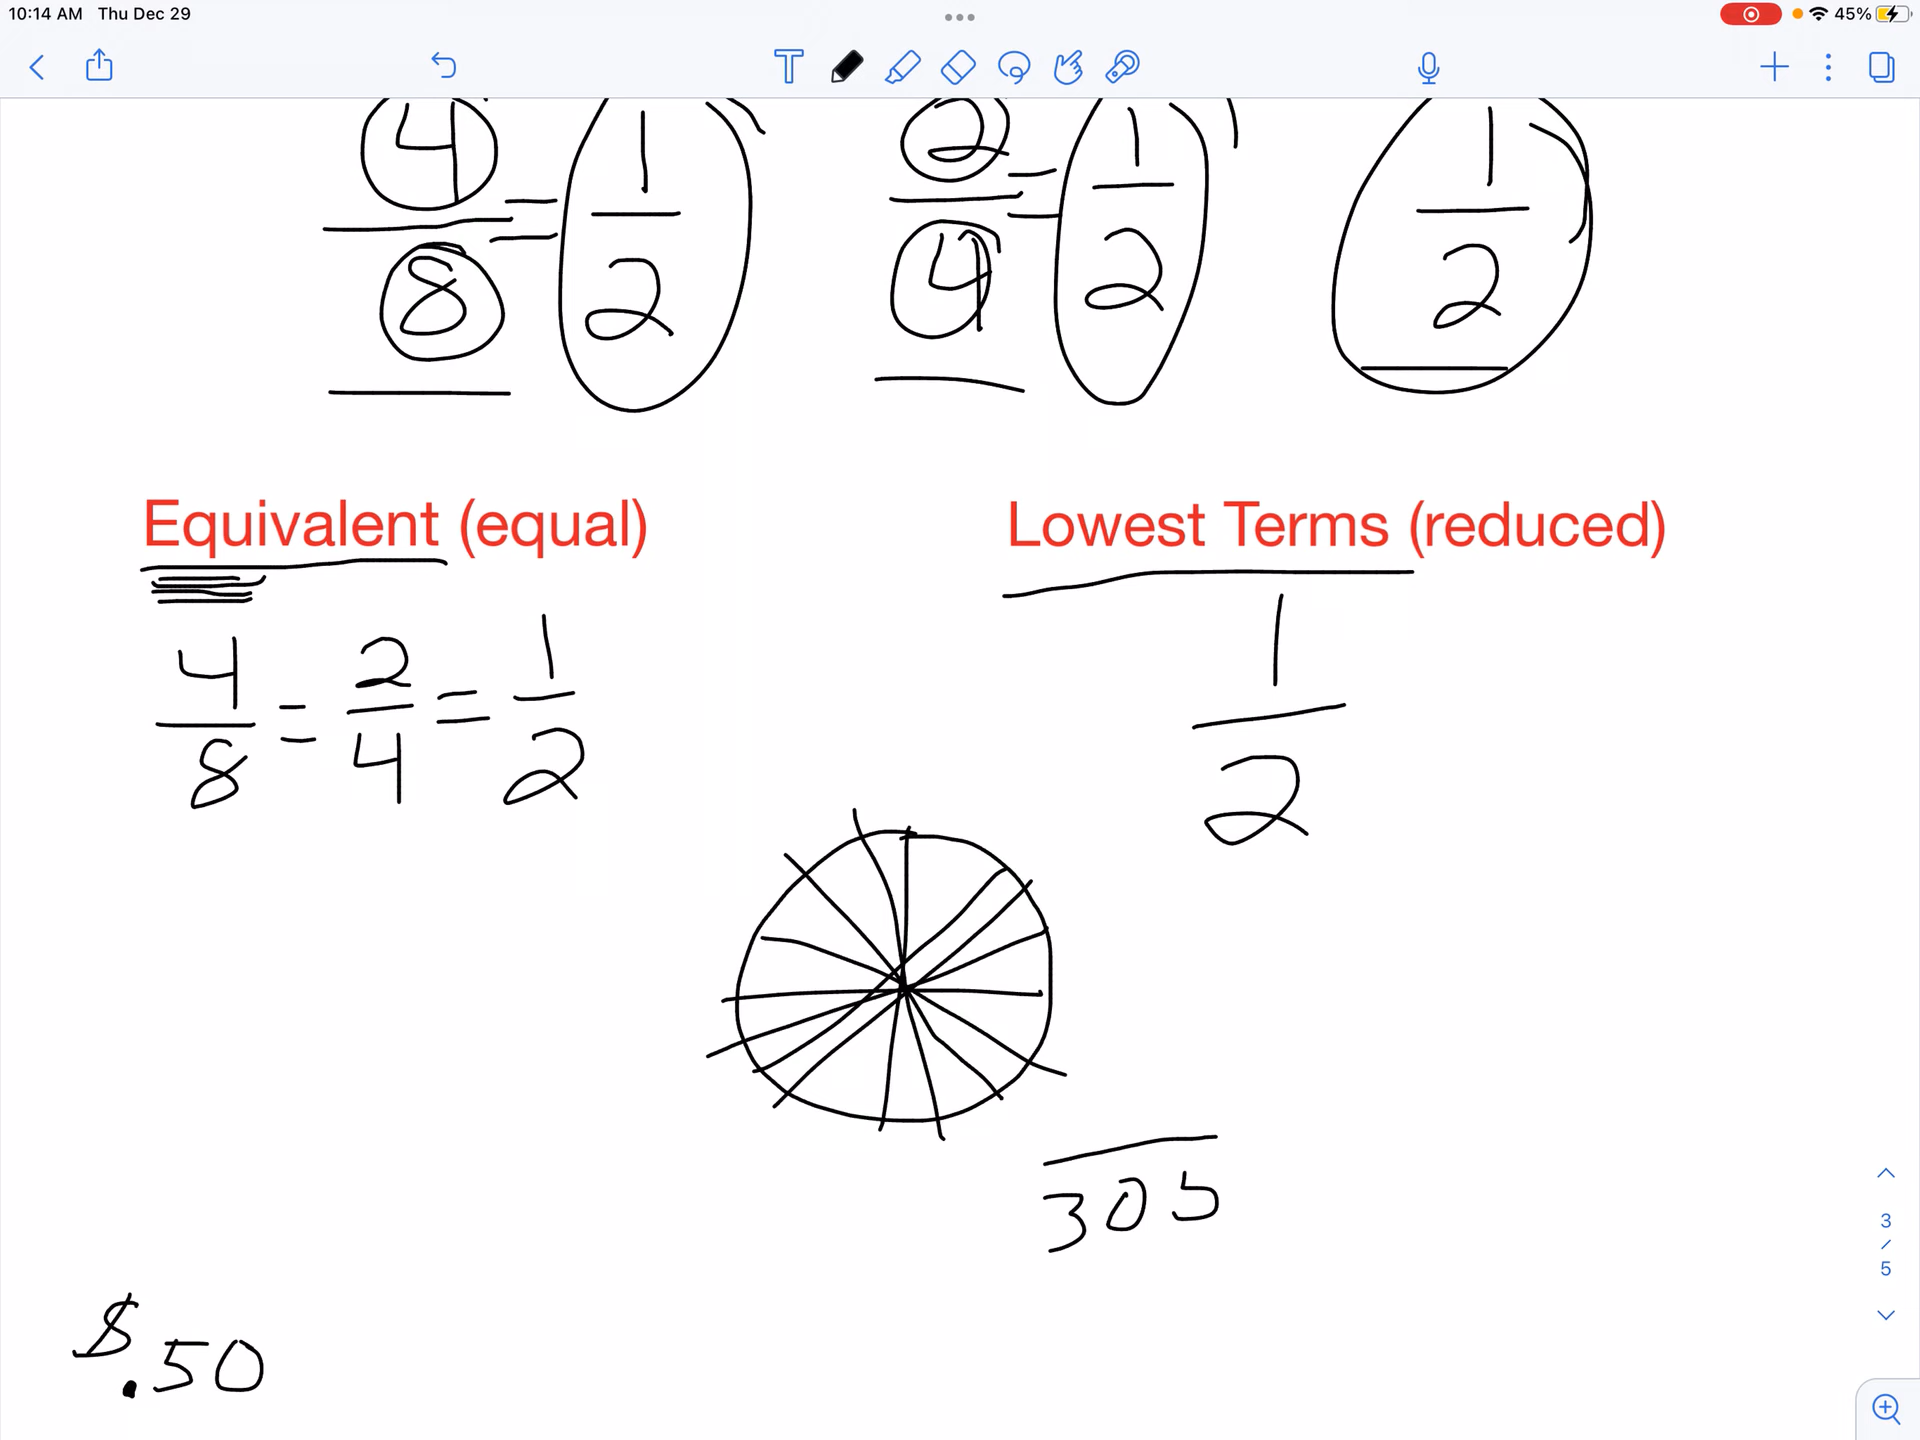 10:14 AM Thu Dec 29
45%
4/8 = 1/2
2/4 = 1/2
1/2
Equivalent (equal)
Lowest Terms (reduced)
4/8 = 2/4 = 1/2
1/2
305
3
/
5
$.50